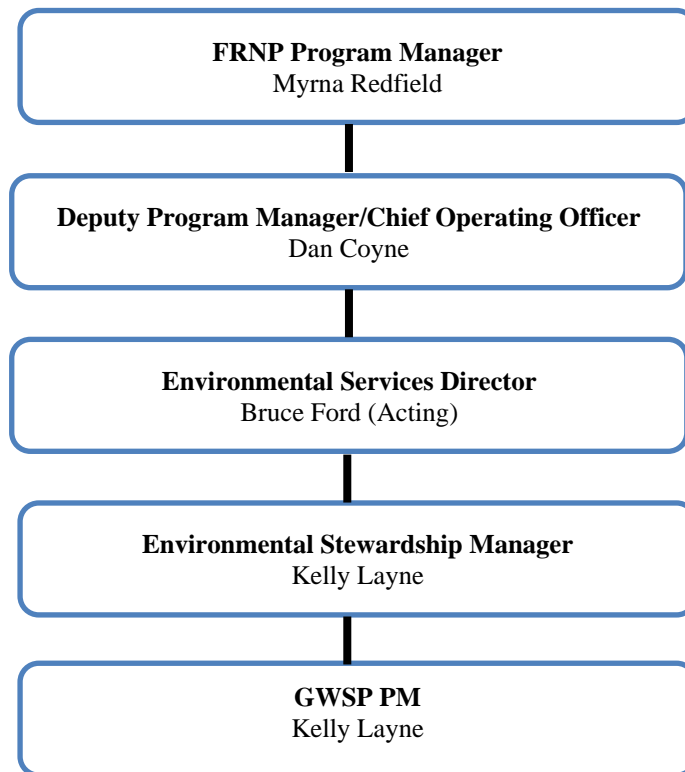 FRNP Program Manager
Myrna Redfield
Deputy Program Manager/Chief Operating Officer
Dan Coyne
Environmental Services Director
Bruce Ford (Acting)
Environmental Stewardship Manager
Kelly Layne
GWSP PM
Kelly Layne